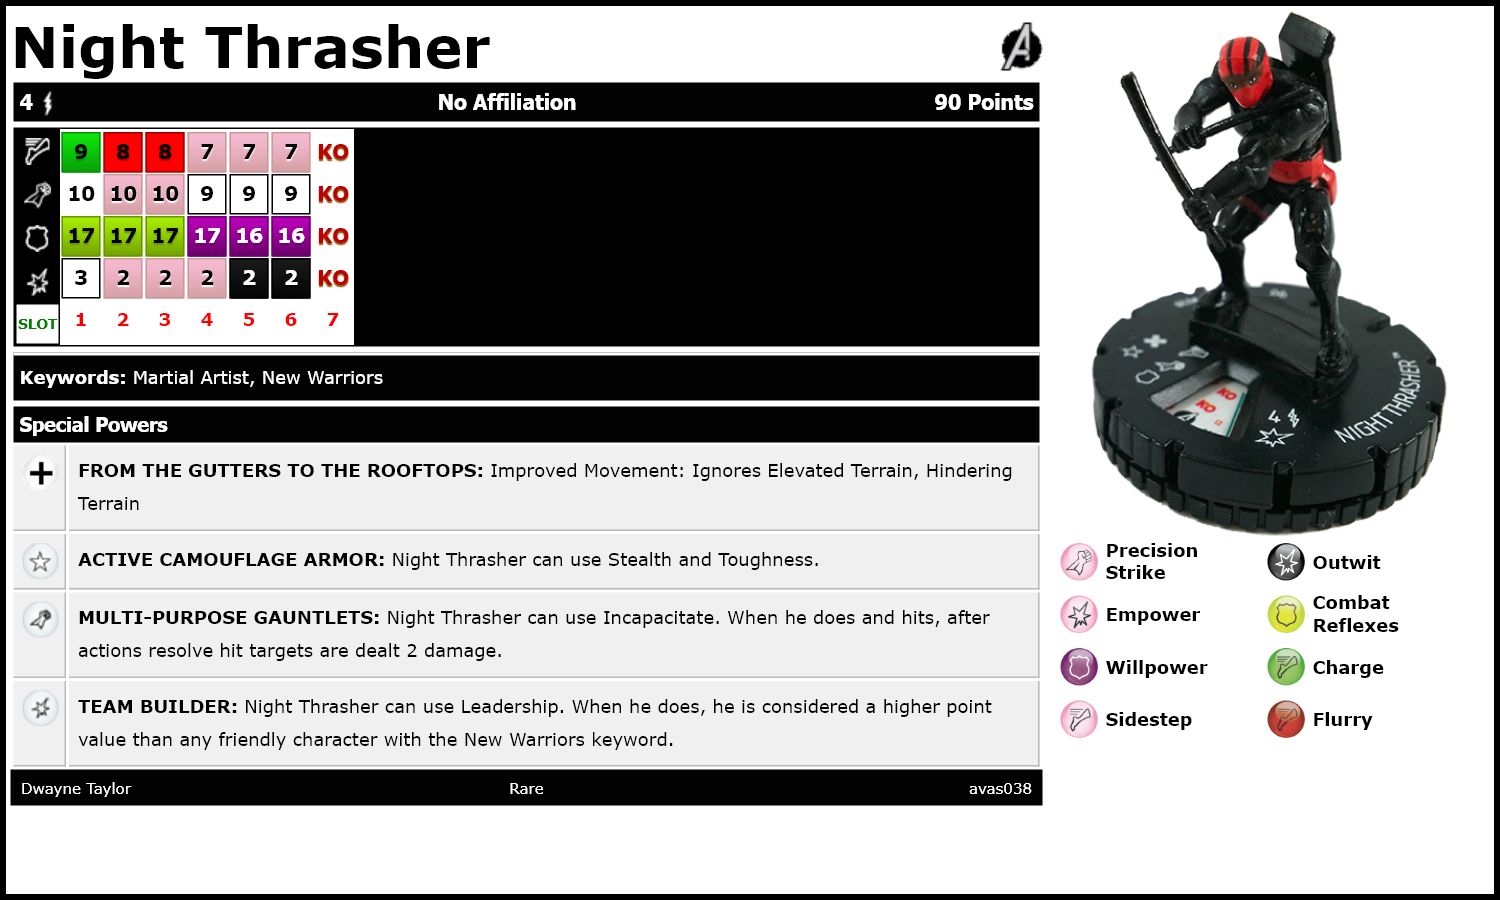 Night Thrasher
4 No Affiliation 90 Points
9 8 8 7 7 7 KO
10 10 10 9 9 9 KO
17 17 17 17 16 16 KO
3 2 2 2 2 2 KO
SLOT 1 2 3 4 5 6 7
Keywords: Martial Artist, New Warriors
Special Powers
FROM THE GUTTERS TO THE ROOFTOPS: Improved Movement: Ignores Elevated Terrain, Hindering
Terrain
ACTIVE CAMOUFLAGE ARMOR: Night Thrasher can use Stealth and Toughness.
MULTI-PURPOSE GAUNTLETS: Night Thrasher can use Incapacitate. When he does and hits, after
actions resolve hit targets are dealt 2 damage.
TEAM BUILDER: Night Thrasher can use Leadership. When he does, he is considered a higher point
value than any friendly character with the New Warriors keyword.
Dwayne Taylor Rare avas038
KO
KO
12
4
NIGHT THRASHER™
Precision
Strike
Outwit
Empower
Combat
Reflexes
Willpower
Charge
Sidestep
Flurry